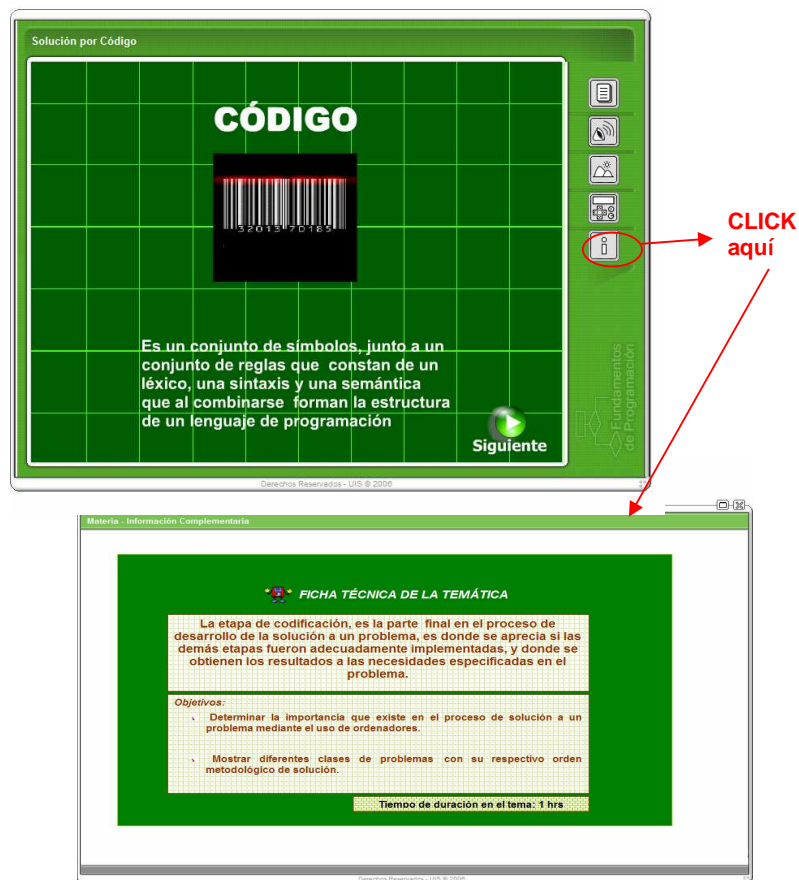 Solución por Código
CÓDIGO
32013 70185
Es un conjunto de símbolos, junto a un
conjunto de reglas que constan de un
léxico, una sintaxis y una semántica
que al combinarse forman la estructura
de un lenguaje de programación
Siguiente
Fundamentos
de Programación
Derechos Reservados - UIS © 2006
CLICK
aquí
Materia - Información Complementaria
FICHA TÉCNICA DE LA TEMÁTICA
La etapa de codificación, es la parte final en el proceso de
desarrollo de la solución a un problema, es donde se aprecia si las
demás etapas fueron adecuadamente implementadas, y donde se
obtienen los resultados a las necesidades especificadas en el
problema.
Objetivos:
Determinar la importancia que existe en el proceso de solución a un
problema mediante el uso de ordenadores.
Mostrar diferentes clases de problemas con su respectivo orden
metodológico de solución.
Tiempo de duración en el tema: 1 hrs
Derechos Reservados - UIS © 2006